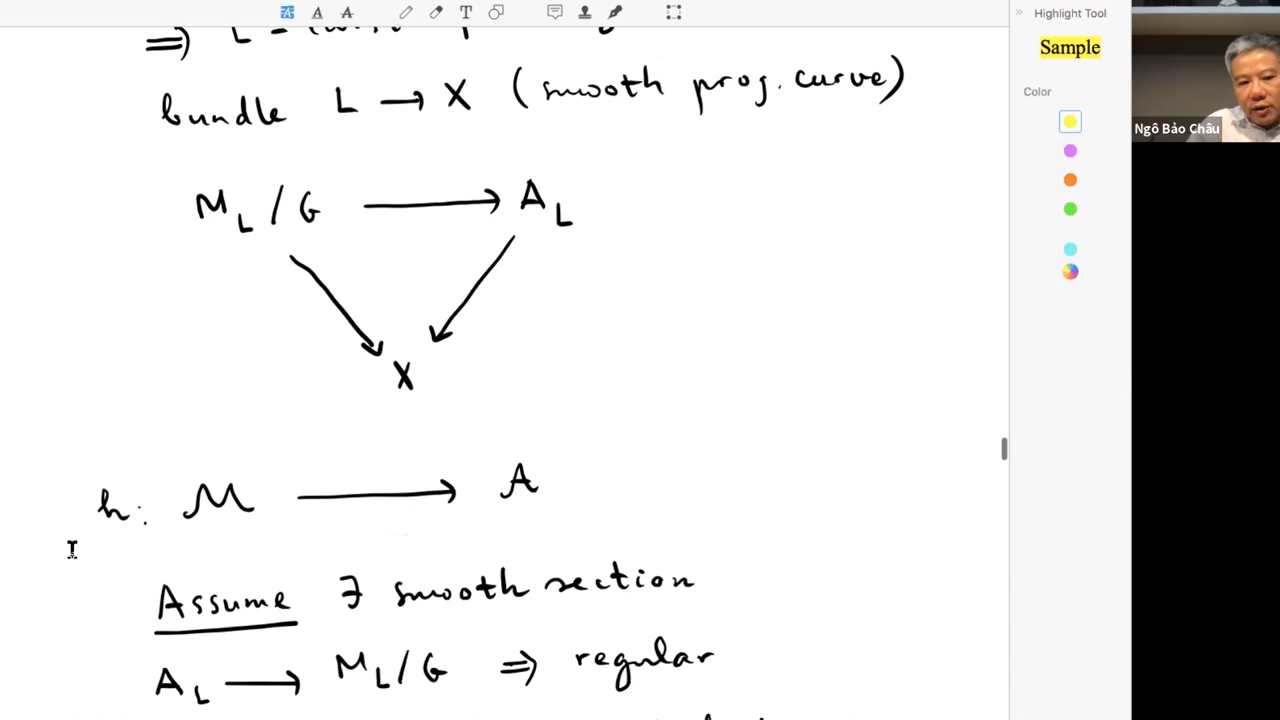 Highlight Tool
Sample
Color
Ngô Bảo Châu
bundle L → X (smooth proj. curve)
M_L / G → A_L
X
h: M → A
Assume ∃ smooth section
A_L → M_L / G ⇒ regular